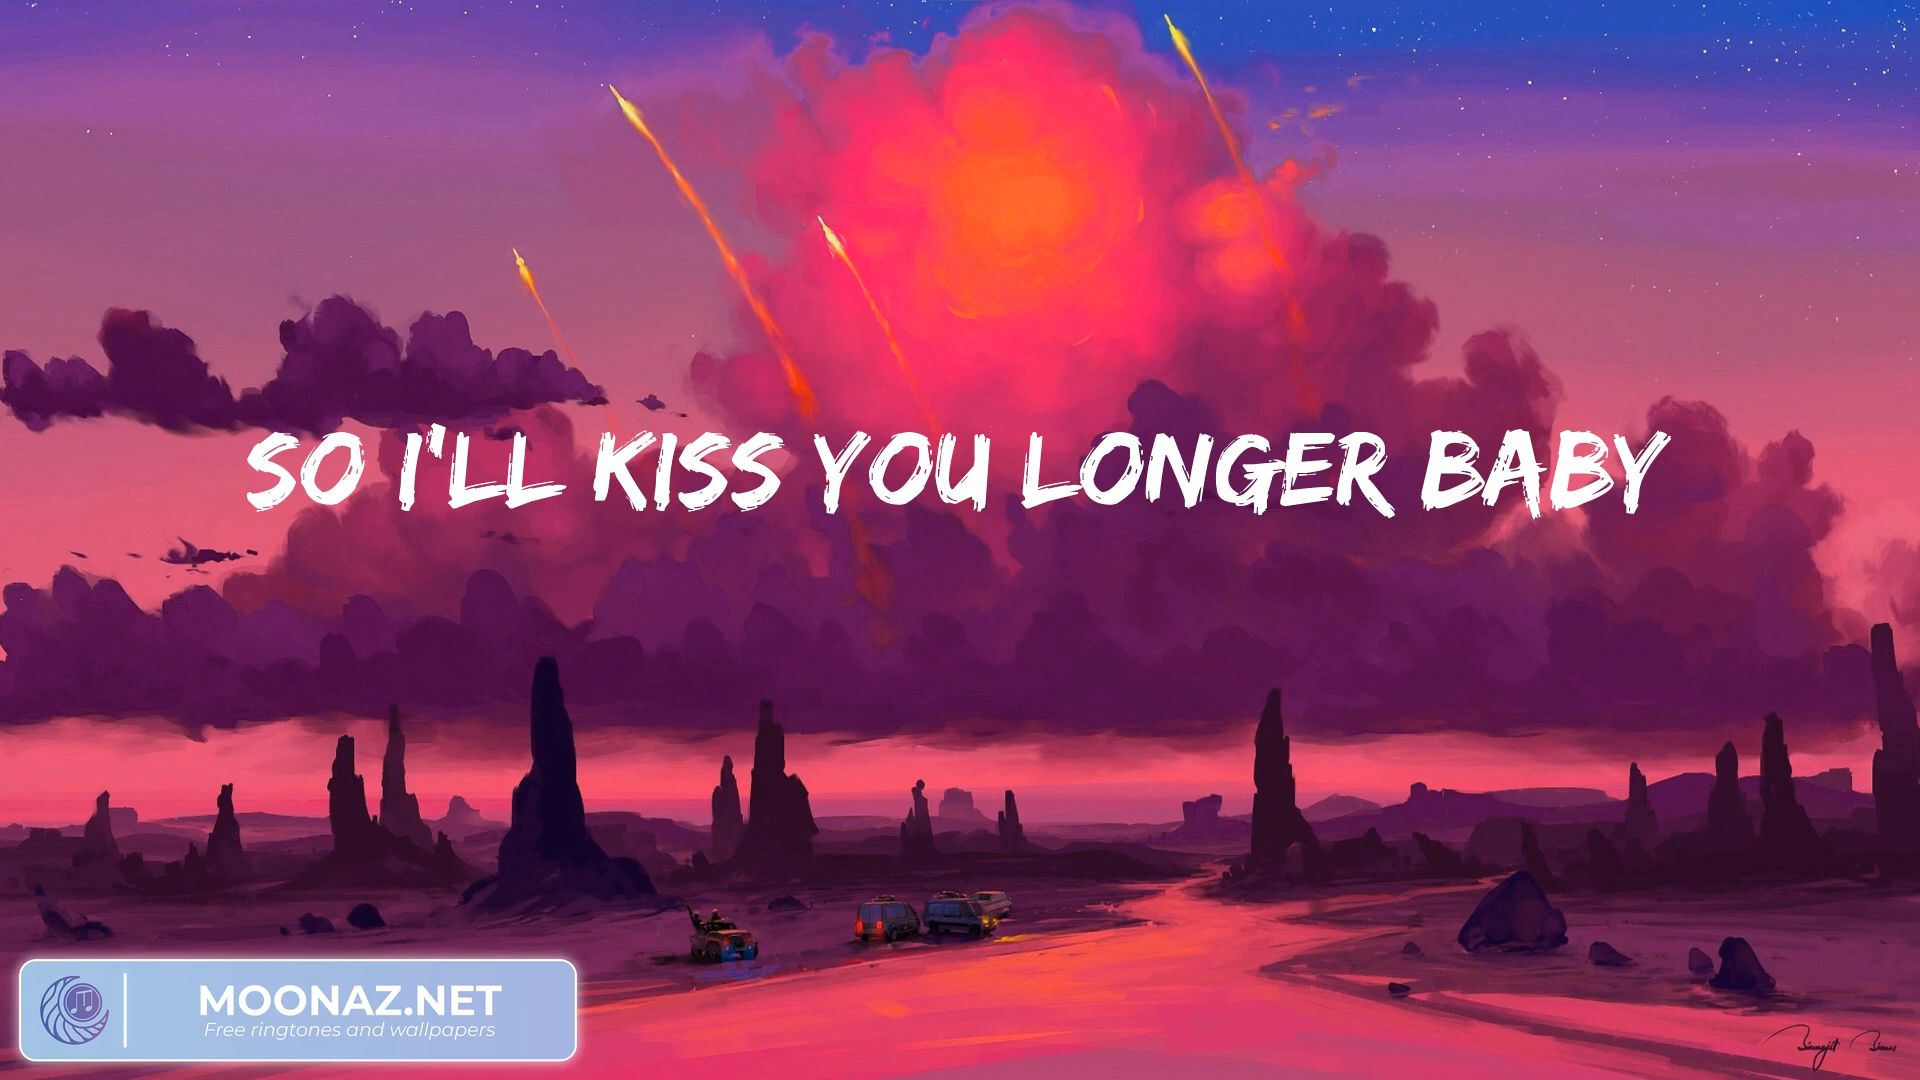 SO I'LL KISS YOU LONGER BABY
MOONAZ.NET
Free ringtones and wallpapers